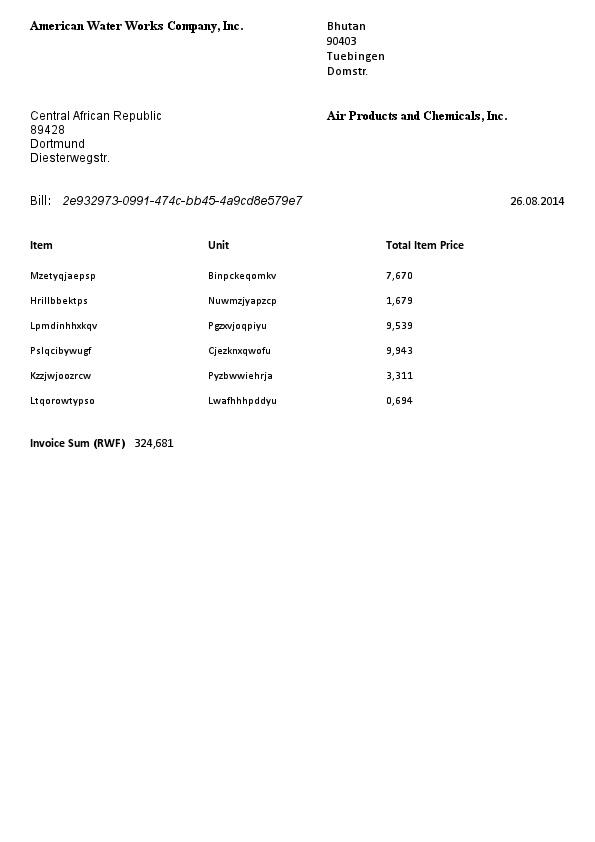 American Water Works Company, Inc.
Bhutan
90403
Tuebingen
Domstr.
Central African Republic
89428
Dortmund
Diesterwegstr.
Air Products and Chemicals, Inc.
Bill: 2e932973-0991-474c-bb45-4a9cd8e579e7 26.08.2014
Item Unit Total Item Price
Mzetyqjaepsp Binpckeqomkv 7,670
Hrillbbektps Nuwmzjyapzcp 1,679
Lpmdinhhxkqv Pgzxvjoqpiyu 9,539
Pslqcibywugf Cjezknxqwofu 9,943
Kzzjwjoozrcw Pyzbwwiehrja 3,311
Ltqorowtypso Lwafhhhpddyu 0,694
Invoice Sum (RWF) 324,681